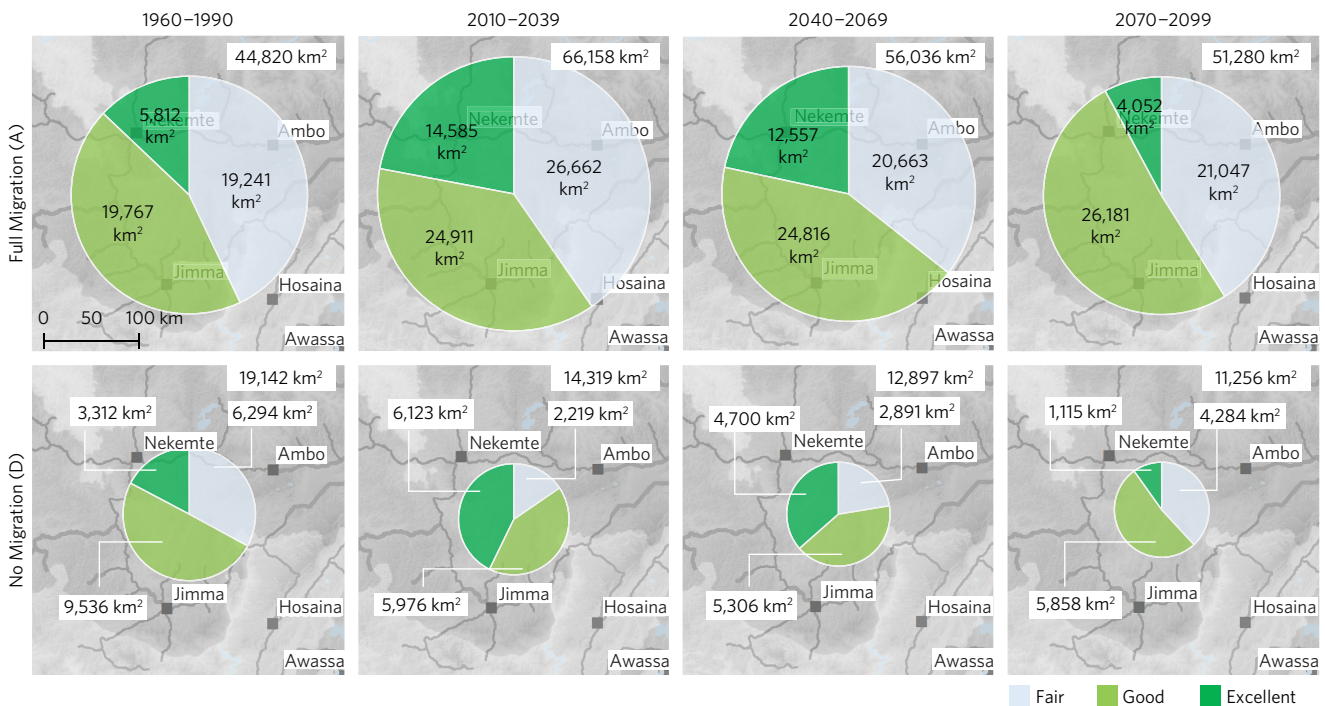 1960–1990
2010–2039
2040–2069
2070–2099
Full Migration (A)
44,820 km²
5,812
km²
Nekemte
Ambo
19,241
km²
19,767
km²
Jimma
Hosaina
0 50 100 km
Awassa
66,158 km²
Nekemte
Ambo
14,585
km²
26,662
km²
24,911
km²
Jimma
Hosaina
Awassa
56,036 km²
Nekemte
Ambo
12,557
km²
20,663
km²
24,816
km²
Jimma
Hosaina
Awassa
51,280 km²
4,052
km²
Nekemte
Ambo
21,047
km²
26,181
km²
Jimma
Hosaina
Awassa
No Migration (D)
19,142 km²
3,312 km²
6,294 km²
Nekemte
Ambo
9,536 km²
Jimma
Hosaina
Awassa
14,319 km²
6,123 km²
2,219 km²
Nekemte
Ambo
5,976 km²
Jimma
Hosaina
Awassa
12,897 km²
4,700 km²
2,891 km²
Nekemte
Ambo
5,306 km²
Jimma
Hosaina
Awassa
11,256 km²
1,115 km²
4,284 km²
Nekemte
Ambo
5,858 km²
Jimma
Hosaina
Awassa
Fair Good Excellent